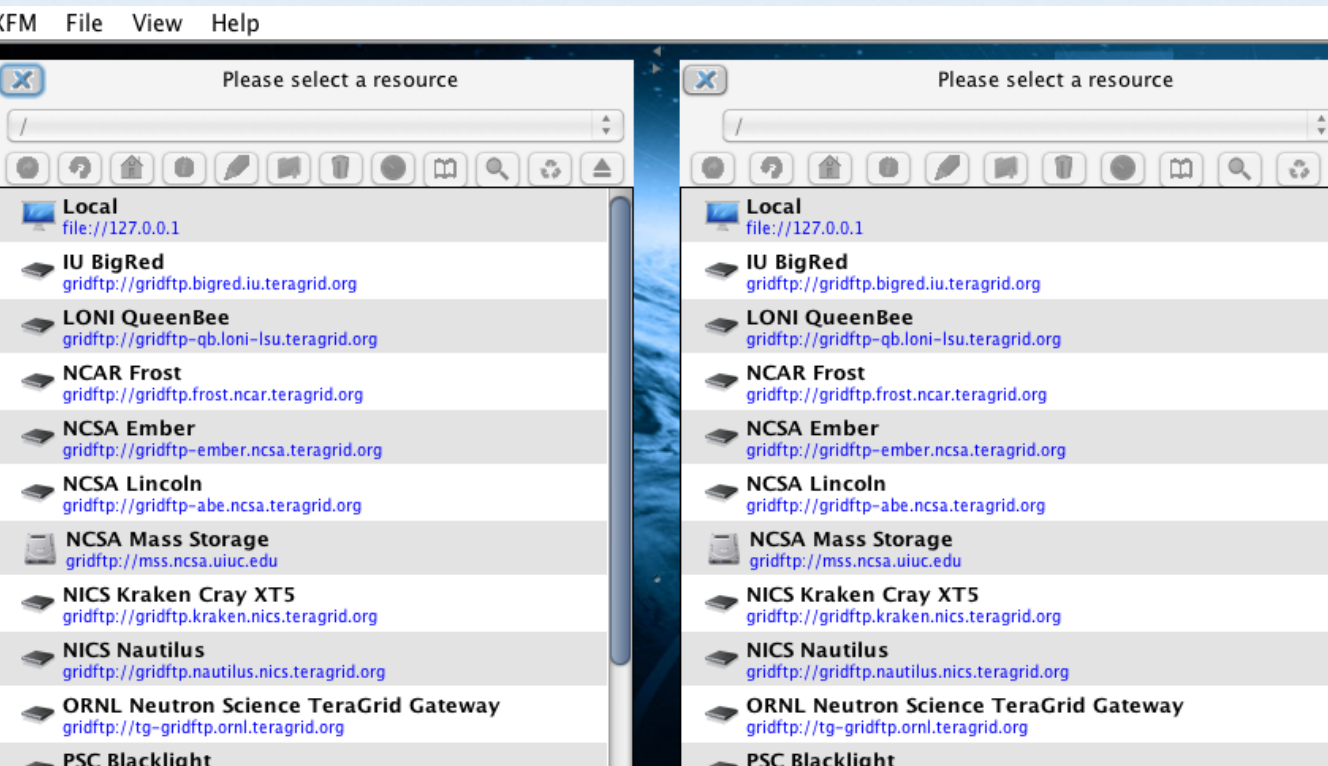 XFM File View Help
Please select a resource
/
Local
file://127.0.0.1
IU BigRed
gridftp://gridftp.bigred.iu.teragrid.org
LONI QueenBee
gridftp://gridftp-qb.loni-lsu.teragrid.org
NCAR Frost
gridftp://gridftp.frost.ncar.teragrid.org
NCSA Ember
gridftp://gridftp-ember.ncsa.teragrid.org
NCSA Lincoln
gridftp://gridftp-abe.ncsa.teragrid.org
NCSA Mass Storage
gridftp://mss.ncsa.uiuc.edu
NICS Kraken Cray XT5
gridftp://gridftp.kraken.nics.teragrid.org
NICS Nautilus
gridftp://gridftp.nautilus.nics.teragrid.org
ORNL Neutron Science TeraGrid Gateway
gridftp://tg-gridftp.ornl.teragrid.org
PSC Blacklight
Please select a resource
/
Local
file://127.0.0.1
IU BigRed
gridftp://gridftp.bigred.iu.teragrid.org
LONI QueenBee
gridftp://gridftp-qb.loni-lsu.teragrid.org
NCAR Frost
gridftp://gridftp.frost.ncar.teragrid.org
NCSA Ember
gridftp://gridftp-ember.ncsa.teragrid.org
NCSA Lincoln
gridftp://gridftp-abe.ncsa.teragrid.org
NCSA Mass Storage
gridftp://mss.ncsa.uiuc.edu
NICS Kraken Cray XT5
gridftp://gridftp.kraken.nics.teragrid.org
NICS Nautilus
gridftp://gridftp.nautilus.nics.teragrid.org
ORNL Neutron Science TeraGrid Gateway
gridftp://tg-gridftp.ornl.teragrid.org
PSC Blacklight